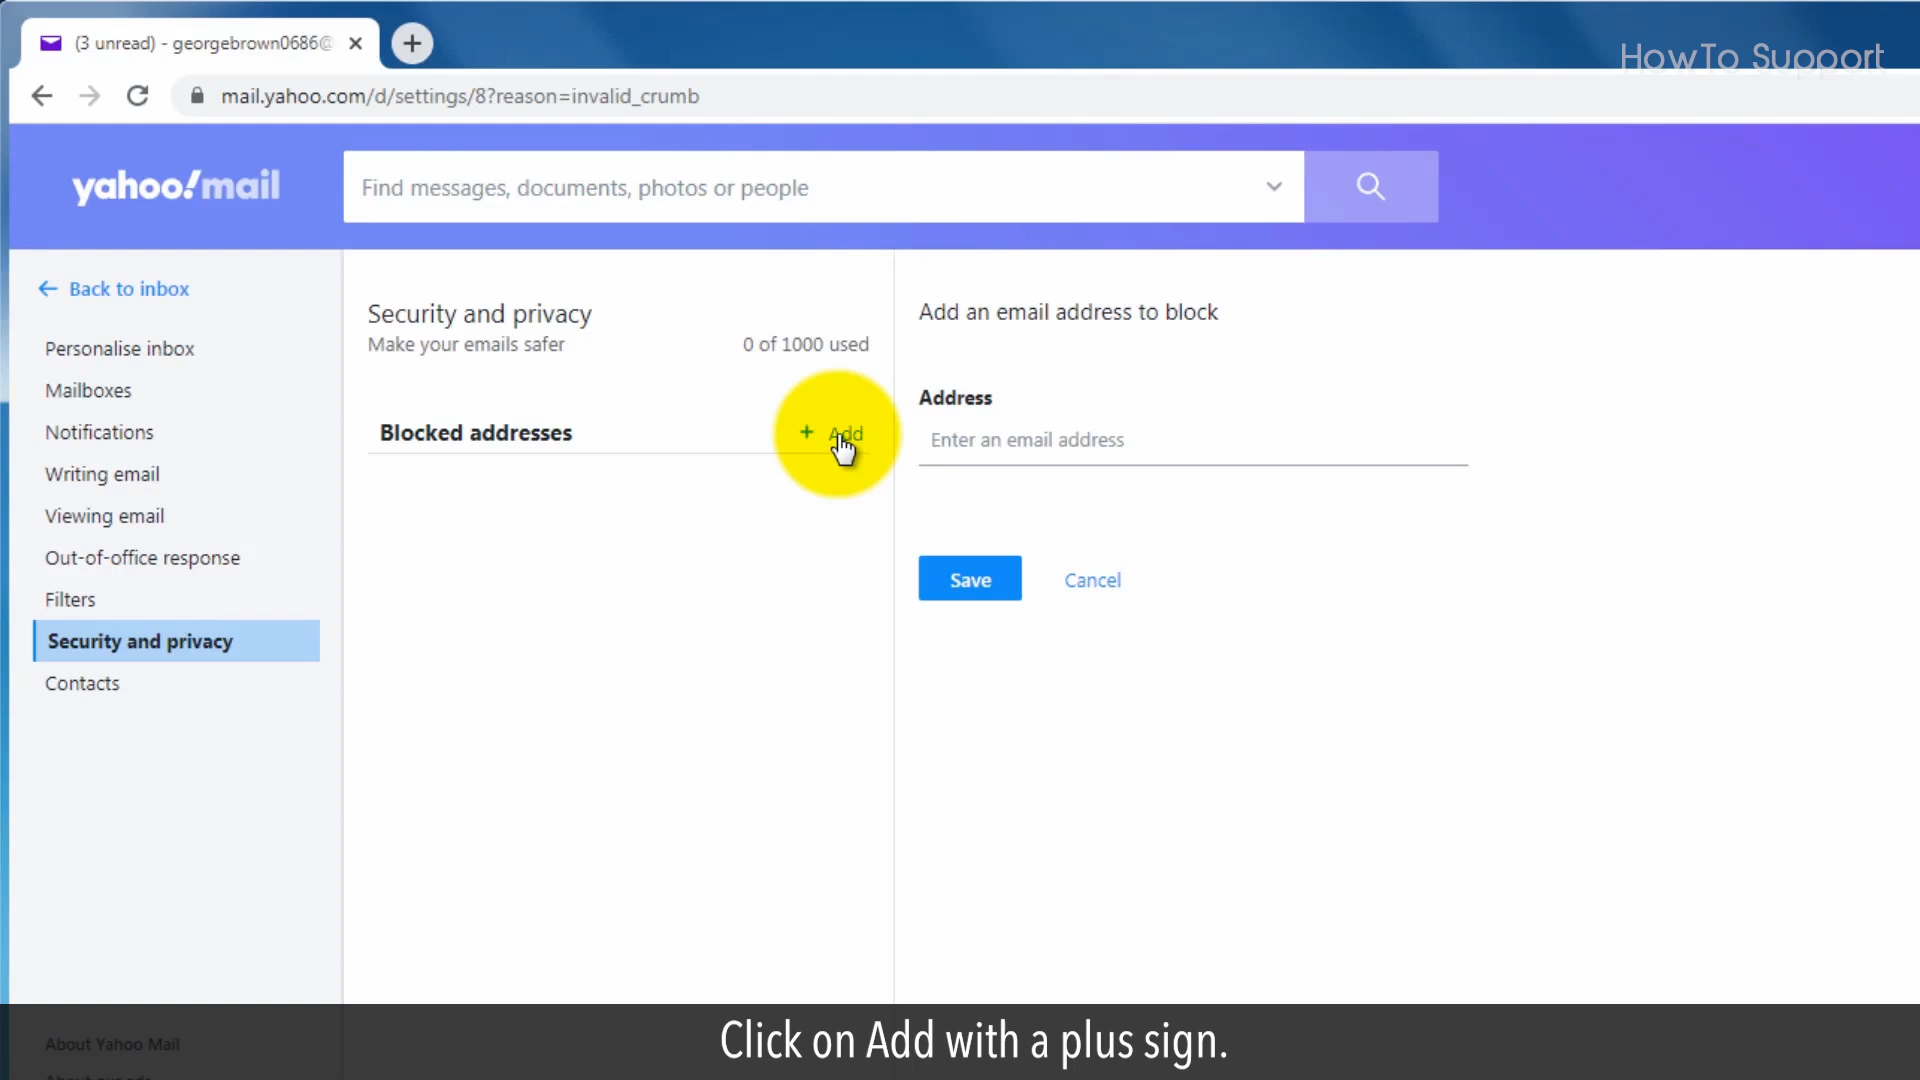 (3 unread) - georgebrown0686@
HowTo Support
mail.yahoo.com/d/settings/8?reason=invalid_crumb
yahoo!mail
Find messages, documents, photos or people
Back to inbox
Personalise inbox
Mailboxes
Notifications
Writing email
Viewing email
Out-of-office response
Filters
Security and privacy
Contacts
Security and privacy
Make your emails safer
0 of 1000 used
Blocked addresses
+ Add
Add an email address to block
Address
Enter an email address
Save
Cancel
About Yahoo Mail
Click on Add with a plus sign.